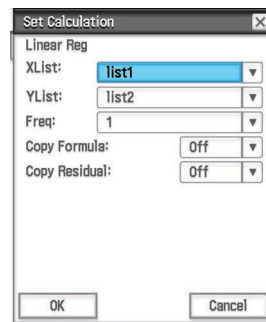 Set Calculation
Linear Reg
XList: list1
YList: list2
Freq: 1
Copy Formula: Off
Copy Residual: Off
OK Cancel